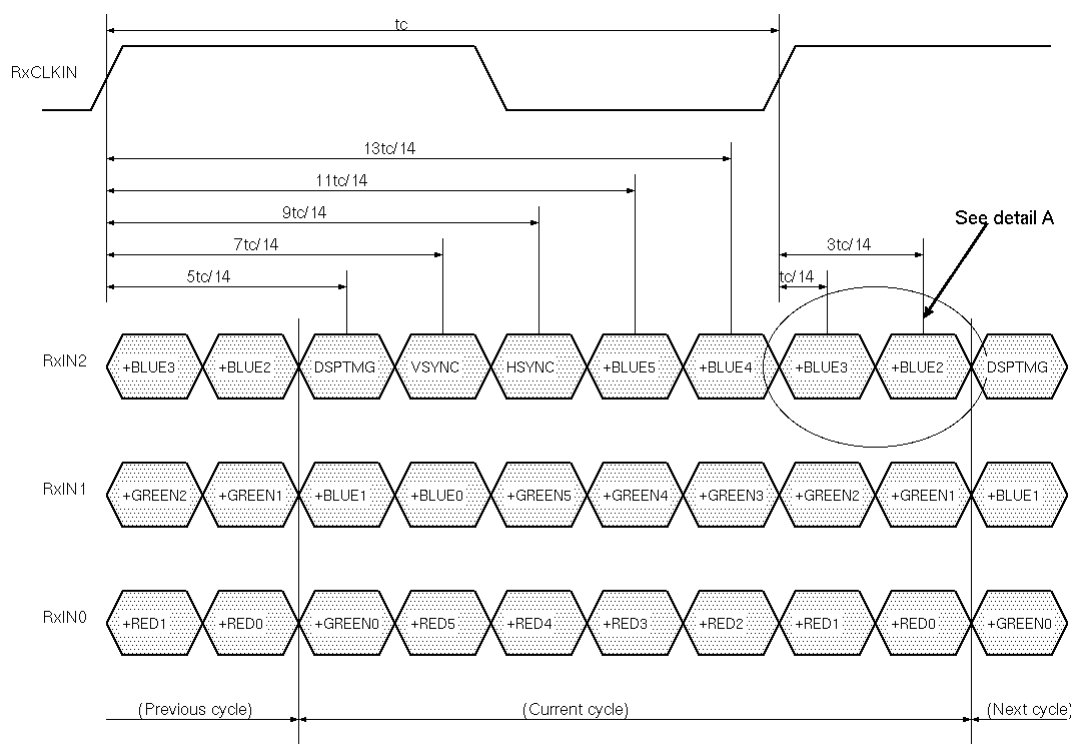 tc
RxCLKIN
13tc/14
11tc/14
9tc/14
See detail A
7tc/14
3tc/14
5tc/14
tc/14
RxIN2 +BLUE3 +BLUE2 DSPTMG VSYNC HSYNC +BLUE5 +BLUE4 +BLUE3 +BLUE2 DSPTMG
RxIN1 +GREEN2 +GREEN1 +BLUE1 +BLUE0 +GREEN5 +GREEN4 +GREEN3 +GREEN2 +GREEN1 +BLUE1
RxIN0 +RED1 +RED0 +GREEN0 +RED5 +RED4 +RED3 +RED2 +RED1 +RED0 +GREEN0
(Previous cycle) (Current cycle) (Next cycle)